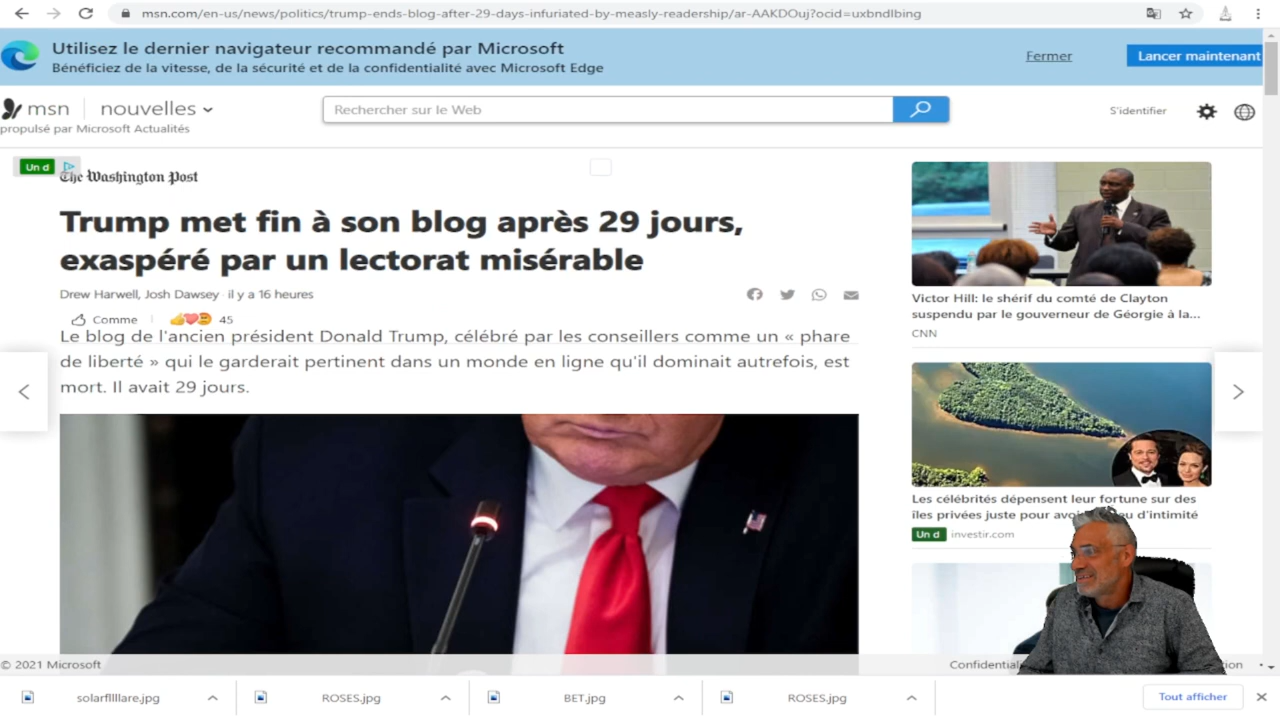 msn.com/en-us/news/politics/trump-ends-blog-after-29-days-infuriated-by-measly-readership/ar-AAKDOuj?ocid=uxbndlbing
Utilisez le dernier navigateur recommandé par Microsoft
Bénéficiez de la vitesse, de la sécurité et de la confidentialité avec Microsoft Edge
Fermer
Lancer maintenant
msn nouvelles
propulsé par Microsoft Actualités
Rechercher sur le Web
S'identifier
Un d
The Washington Post
Trump met fin à son blog après 29 jours,
exaspéré par un lectorat misérable
Drew Harwell, Josh Dawsey il y a 16 heures
Comme 45
Le blog de l'ancien président Donald Trump, célébré par les conseillers comme un « phare
de liberté » qui le garderait pertinent dans un monde en ligne qu'il dominait autrefois, est
mort. Il avait 29 jours.
Victor Hill: le shérif du comté de Clayton
suspendu par le gouverneur de Géorgie à la...
CNN
Les célébrités dépensent leur fortune sur des
îles privées juste pour d'intimité
Un d investir.com
© 2021 Microsoft
solarflllllare.jpg
ROSES.jpg
BET.jpg
ROSES.jpg
Tout afficher